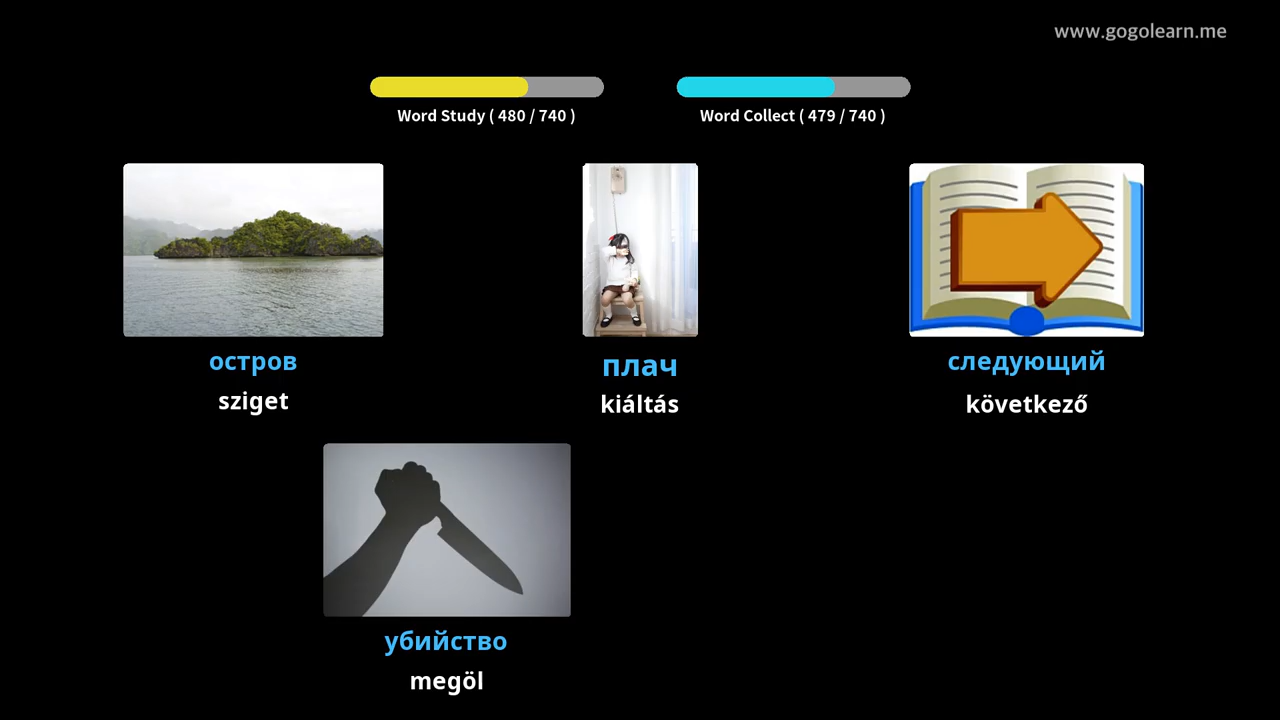 www.gogolearn.me
Word Study ( 480 / 740 )
Word Collect ( 479 / 740 )
остров
плач
следующий
sziget
kiáltás
következő
убийство
megöl